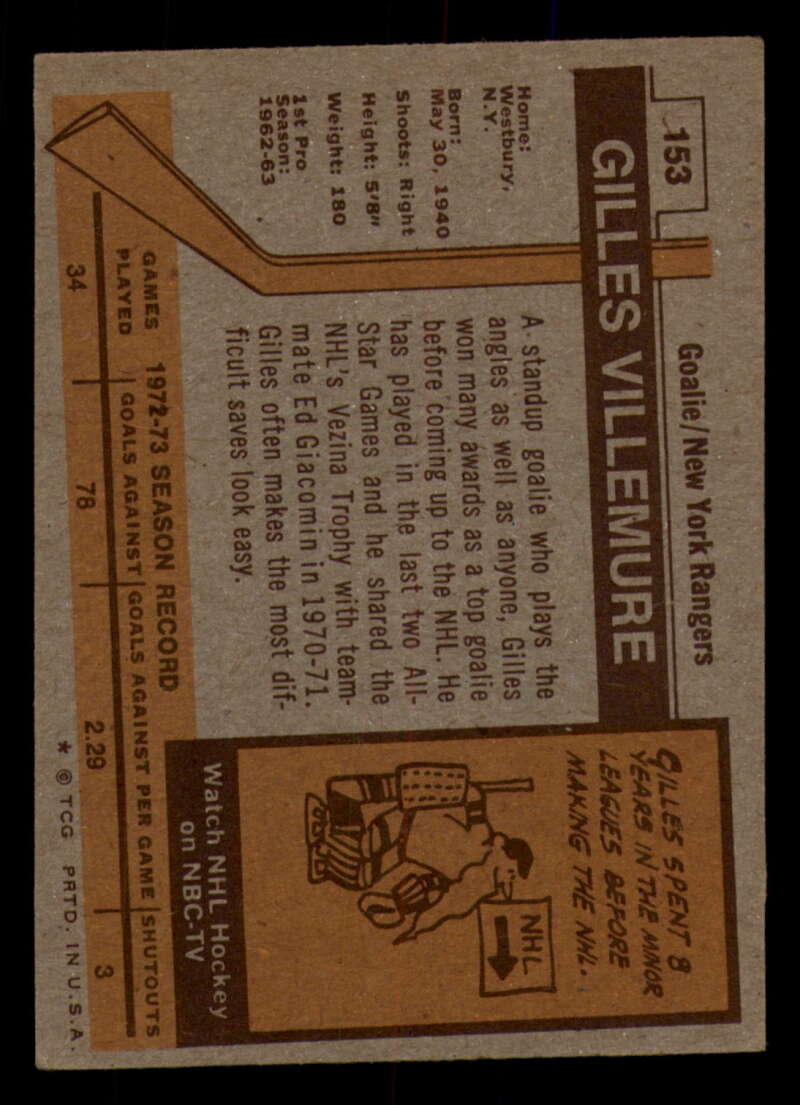 153
Goalie/New York Rangers
GILLES VILLEMURE
Home:
Westbury,
N.Y.
Born:
May 30, 1940
Shoots: Right
Height: 5'8"
Weight: 180
1st Pro
Season:
1962-63
A standup goalie who plays the
angles as well as anyone, Gilles
won many awards as a top goalie
before coming up to the NHL. He
has played in the last two All-
Star Games and he shared the
NHL's Vezina Trophy with team-
mate Ed Giacomin in 1970-71.
Gilles often makes the most dif-
ficult saves look easy.
GILLES SPENT 8
YEARS IN THE MINOR
LEAGUES BEFORE
MAKING THE NHL.
NHL
Watch NHL Hockey
on NBC-TV
1972-73 SEASON RECORD
GAMES
PLAYED GOALS AGAINST GOALS AGAINST PER GAME SHUTOUTS
34 78 2.29 3
* © TCG PRTD. IN U.S.A.